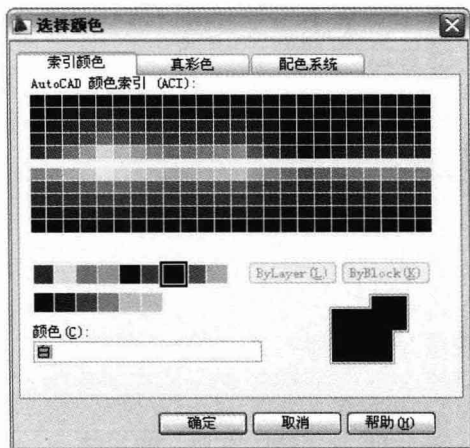 选择颜色
索引颜色 真彩色 配色系统
AutoCAD 颜色索引 (ACI):
ByLayer(L) ByBlock(K)
颜色(C):
白
确定 取消 帮助(H)